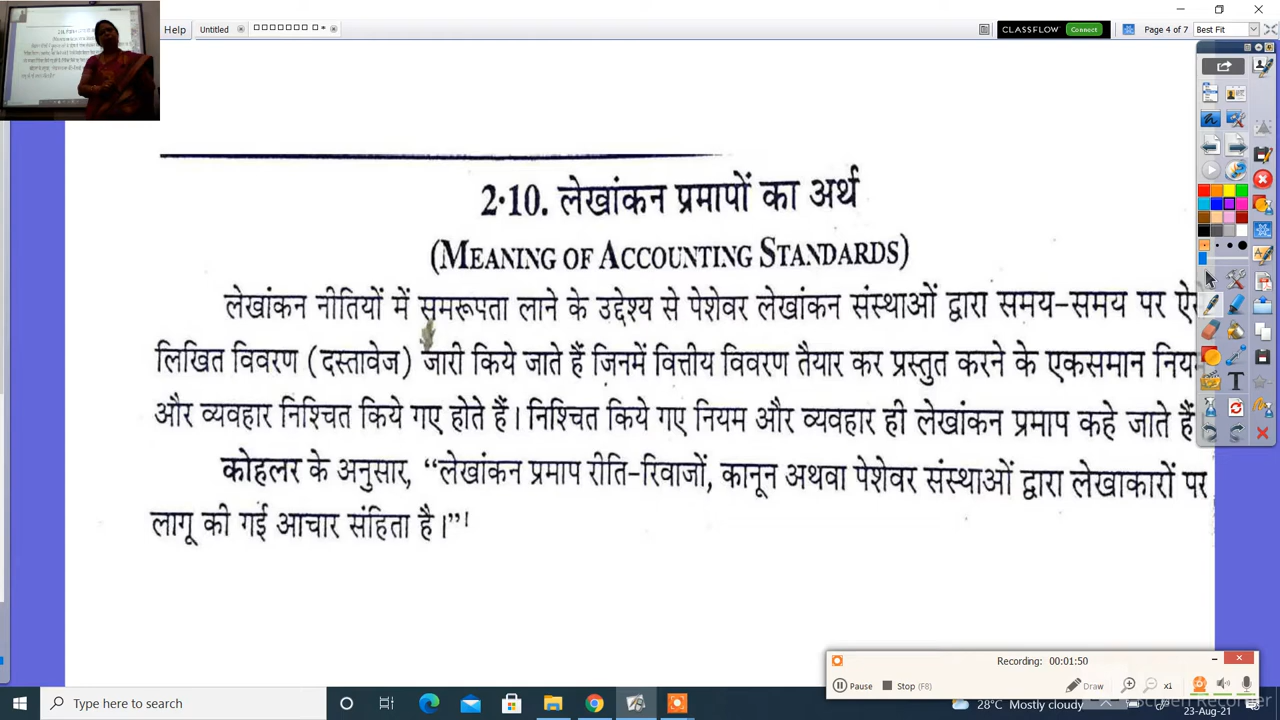 Help
Untitled
CLASSFLOW Connect
Page 4 of 7
Best Fit
2·10. लेखांकन प्रमापों का अर्थ
(MEANING OF ACCOUNTING STANDARDS)
लेखांकन नीतियों में समरूपता लाने के उद्देश्य से पेशेवर लेखांकन संस्थाओं द्वारा समय-समय पर
लिखित विवरण (दस्तावेज) जारी किये जाते हैं जिनमें वित्तीय विवरण तैयार कर प्रस्तुत करने के एकसमान
और व्यवहार निश्चित किये गए होते हैं। निश्चित किये गए नियम और व्यवहार ही लेखांकन प्रमाप कहे जाते हैं
कोहलर के अनुसार, “लेखांकन प्रमाप रीति-रिवाजों, कानून अथवा पेशेवर संस्थाओं द्वारा लेखाकारों पर
लागू की गई आचार संहिता है।”1
Recording: 00:01:50
Pause Stop (F8) Draw x1
Type here to search
28°C Mostly cloudy
23-Aug-21